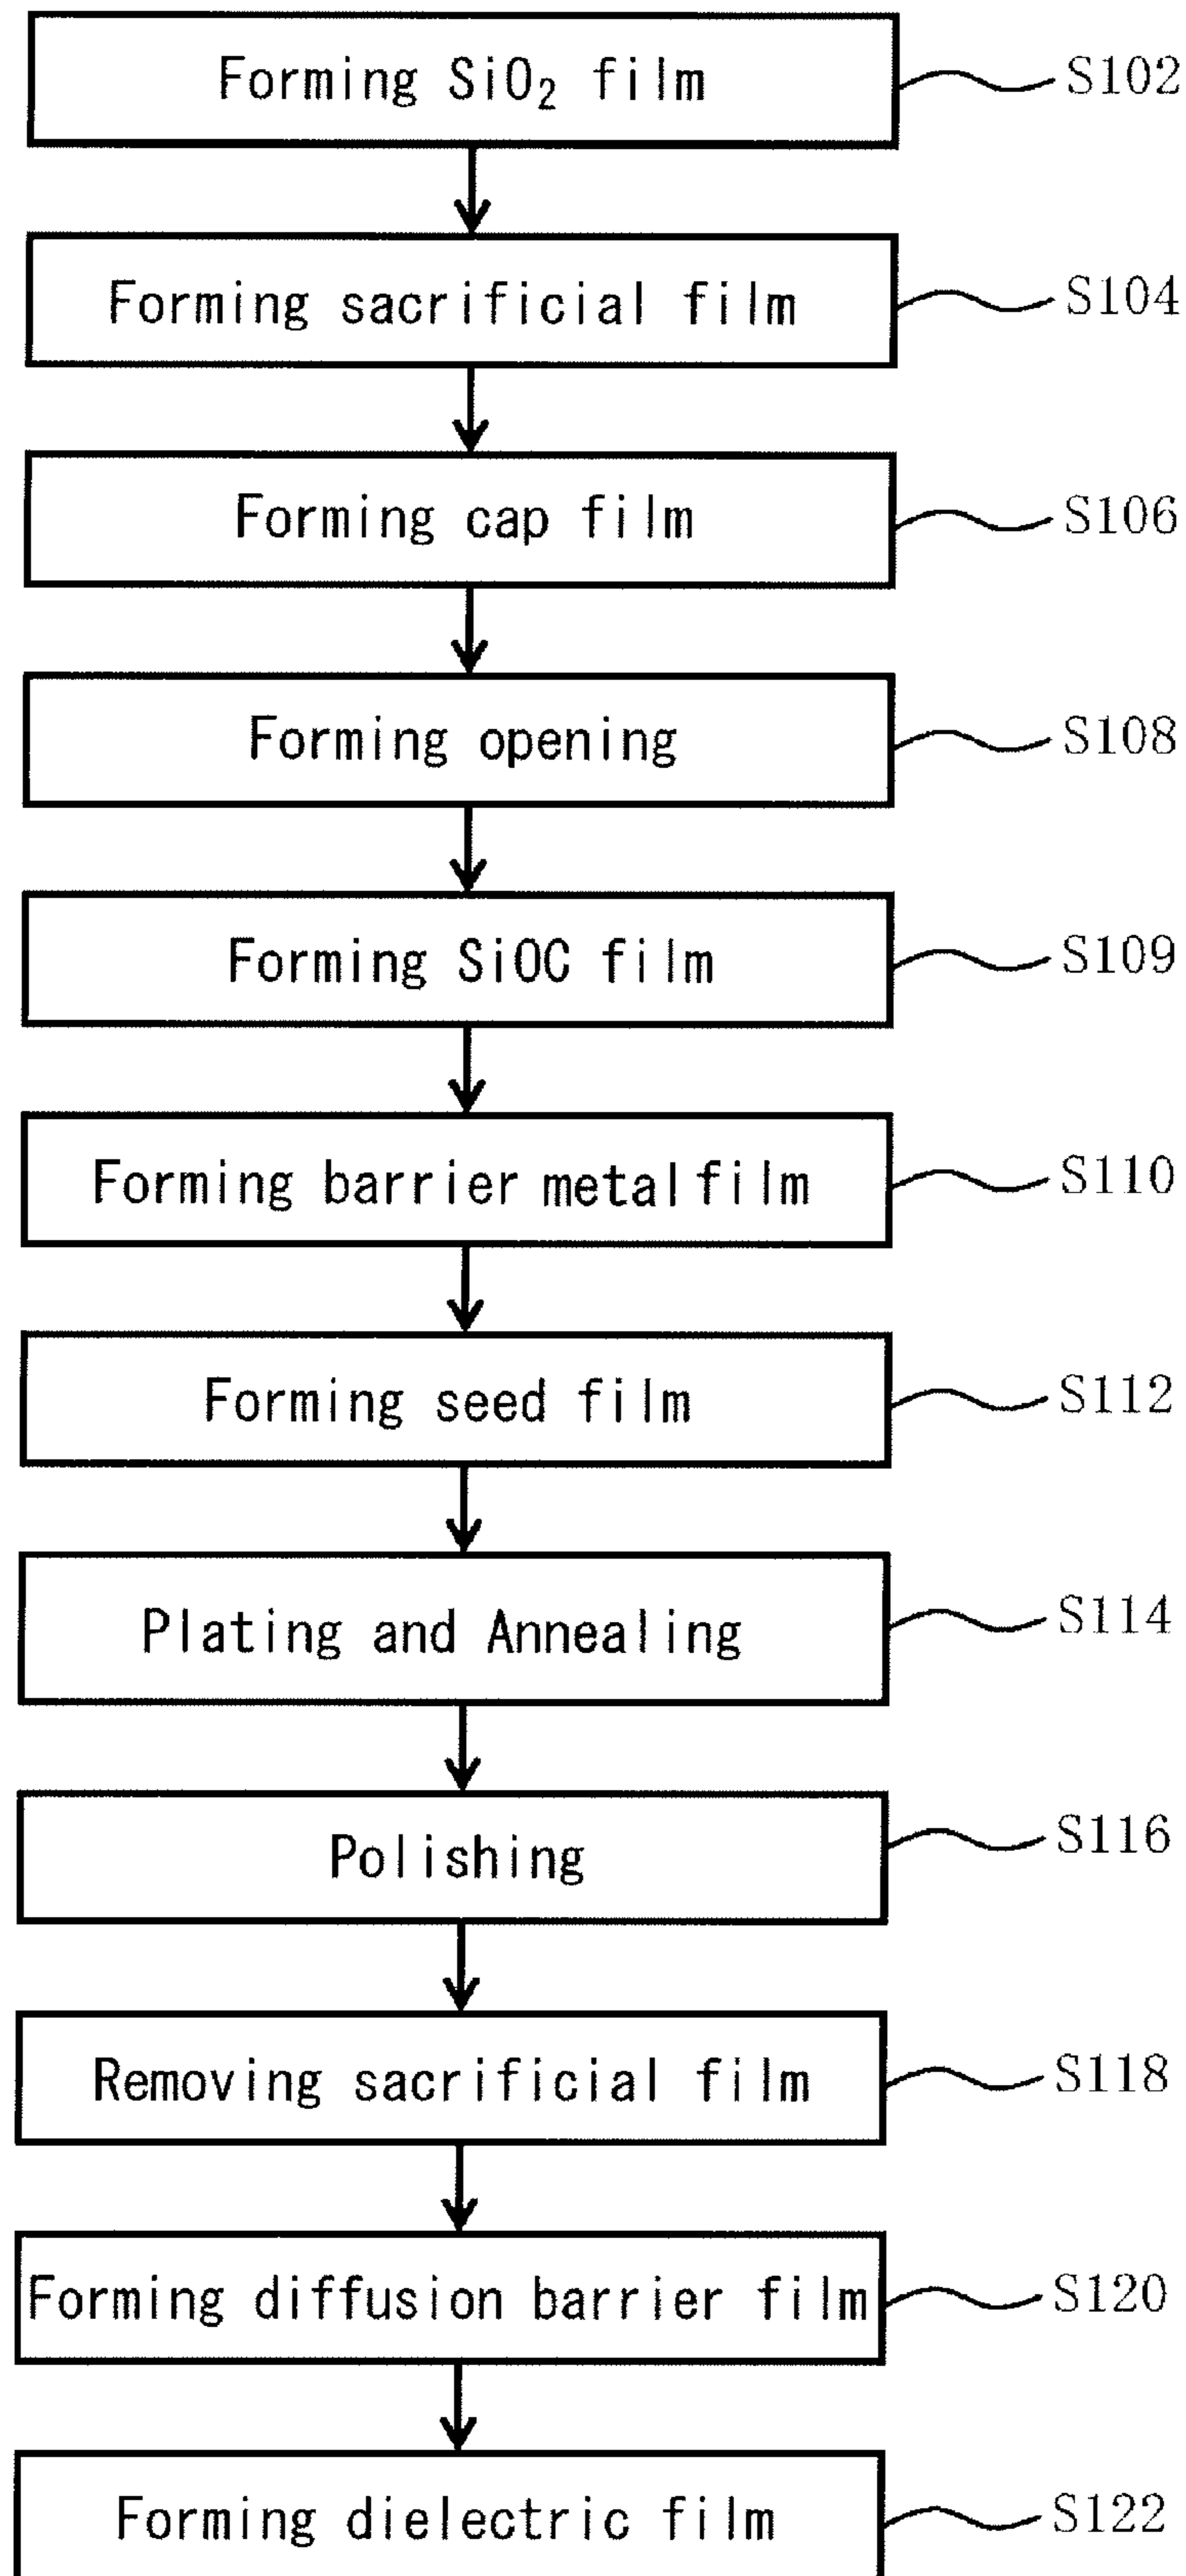 Forming SiO₂ film S102
Forming sacrificial film S104
Forming cap film S106
Forming opening S108
Forming SiOC film S109
Forming barrier metal film S110
Forming seed film S112
Plating and Annealing S114
Polishing S116
Removing sacrificial film S118
Forming diffusion barrier film S120
Forming dielectric film S122